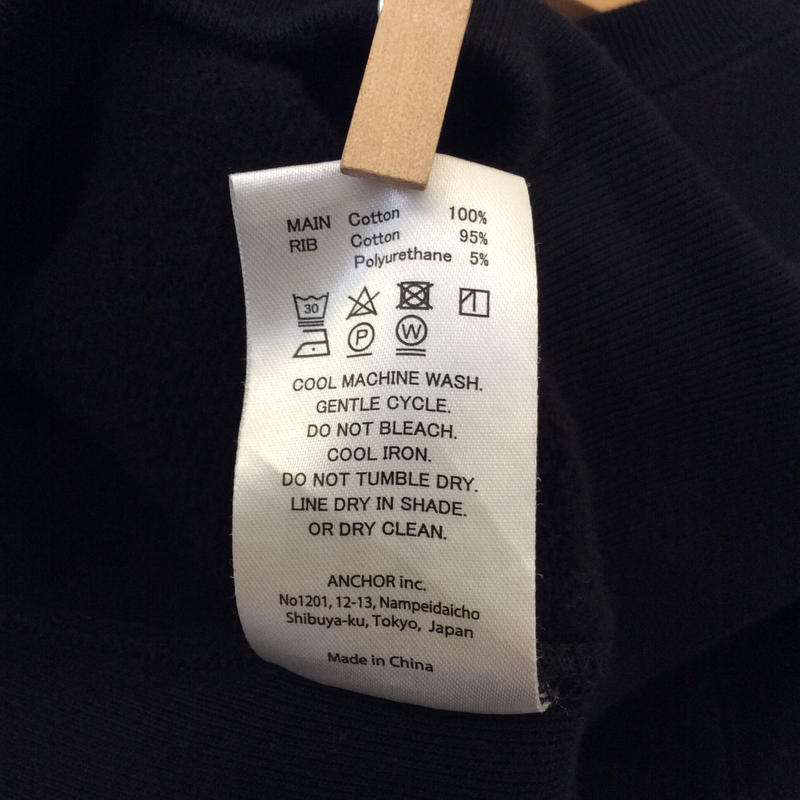 MAIN Cotton 100%
RIB Cotton 95%
Polyurethane 5%
30
P W
COOL MACHINE WASH.
GENTLE CYCLE.
DO NOT BLEACH.
COOL IRON.
DO NOT TUMBLE DRY.
LINE DRY IN SHADE.
OR DRY CLEAN.
ANCHOR inc.
No1201, 12-13, Nampeidaicho
Shibuya-ku, Tokyo, Japan
Made in China